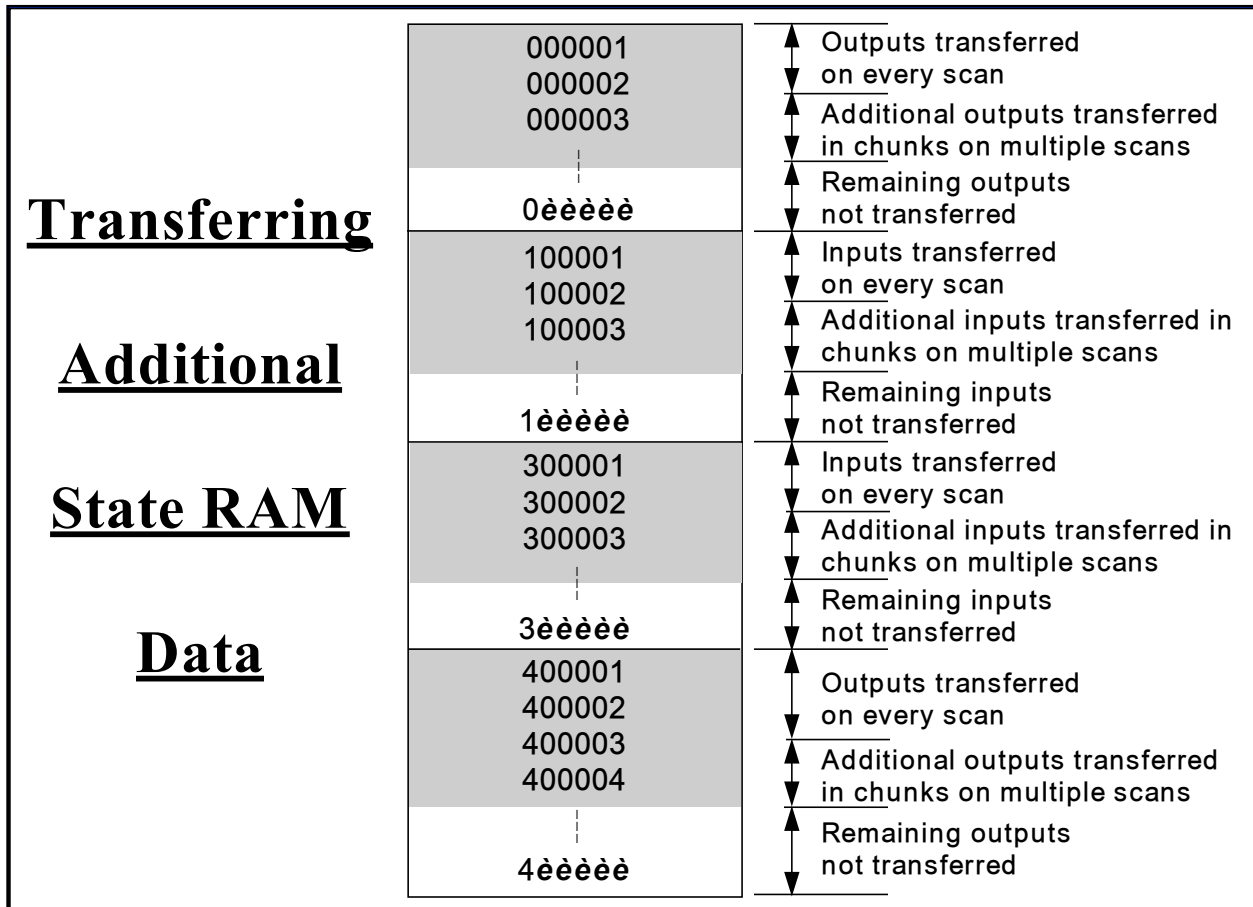 Transferring
Additional
State RAM
Data
000001
000002
000003
0èèèèè
100001
100002
100003
1èèèèè
300001
300002
300003
3èèèèè
400001
400002
400003
400004
4èèèèè
Outputs transferred
on every scan
Additional outputs transferred
in chunks on multiple scans
Remaining outputs
not transferred
Inputs transferred
on every scan
Additional inputs transferred in
chunks on multiple scans
Remaining inputs
not transferred
Inputs transferred
on every scan
Additional inputs transferred in
chunks on multiple scans
Remaining inputs
not transferred
Outputs transferred
on every scan
Additional outputs transferred
in chunks on multiple scans
Remaining outputs
not transferred